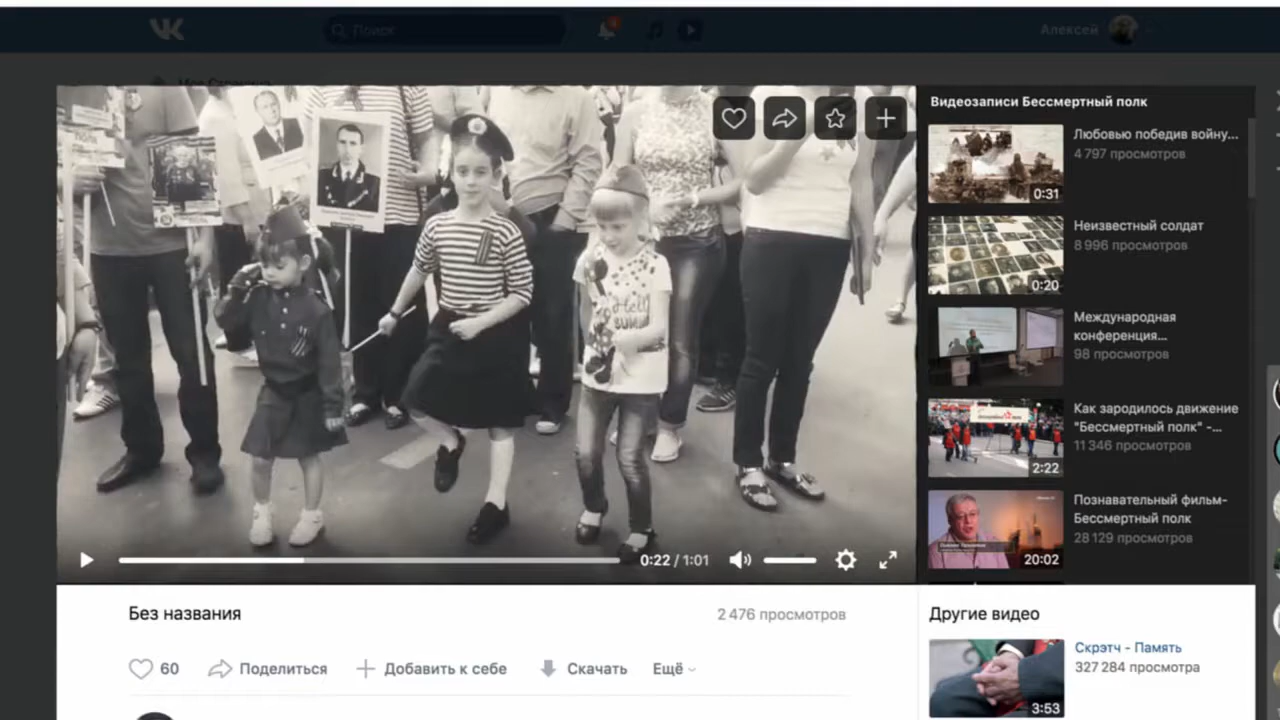 Поиск
Алексей
Моя Страница
Видеозаписи Бессмертный полк
Любовью победив войну...
4 797 просмотров
0:31
Неизвестный солдат
8 996 просмотров
0:20
Международная
конференция...
98 просмотров
Как зародилось движение
"Бессмертный полк" -...
11 346 просмотров
2:22
Познавательный фильм-
Бессмертный полк
28 129 просмотров
20:02
0:22 / 1:01
Без названия
2 476 просмотров
60
Поделиться
Добавить к себе
Скачать
Ещё
Другие видео
Скрэтч - Память
327 284 просмотра
3:53